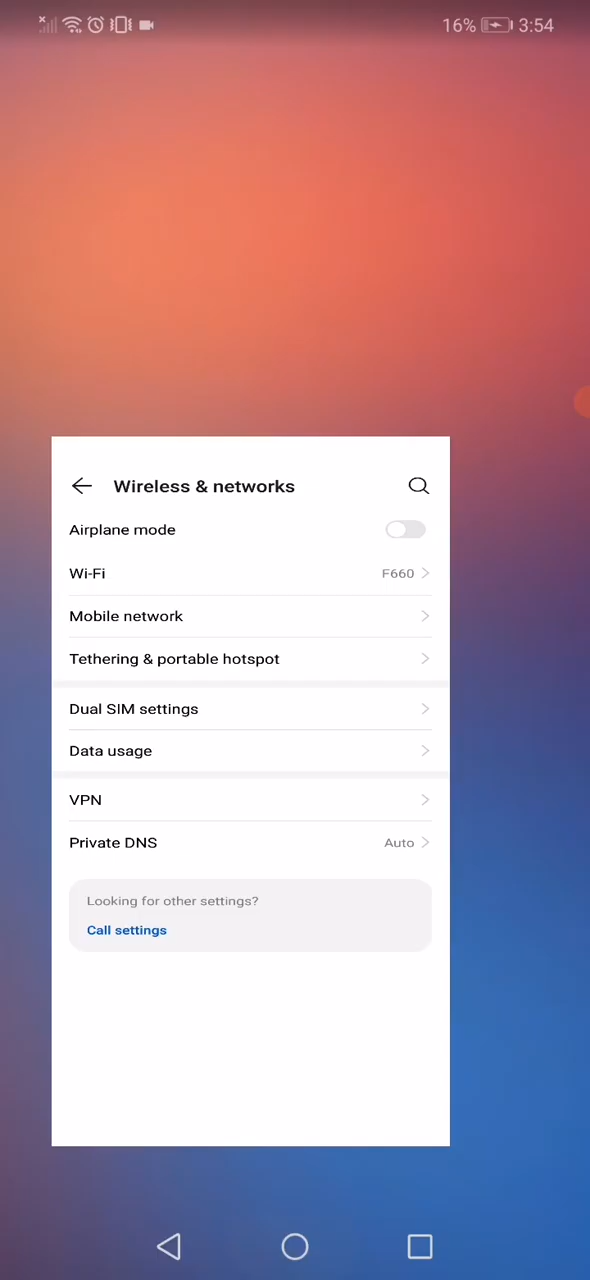 16% 3:54
Wireless & networks
Airplane mode
Wi-Fi F660
Mobile network
Tethering & portable hotspot
Dual SIM settings
Data usage
VPN
Private DNS Auto
Looking for other settings?
Call settings